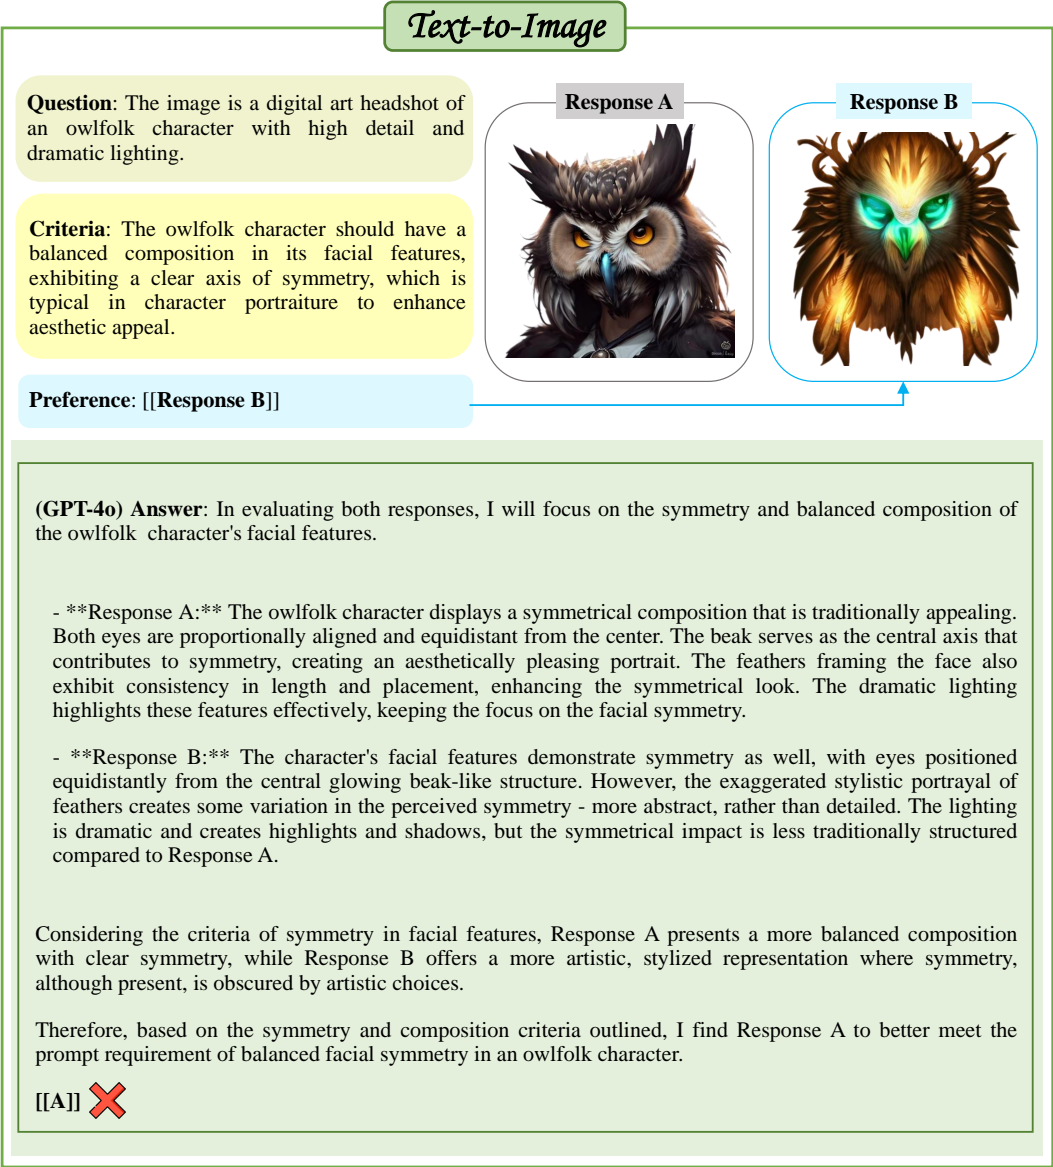 Text-to-Image
Question: The image is a digital art headshot of
an owlfolk character with high detail and
dramatic lighting.
Criteria: The owlfolk character should have a
balanced composition in its facial features,
exhibiting a clear axis of symmetry, which is
typical in character portraiture to enhance
aesthetic appeal.
Preference: [[Response B]]
Response A
Response B
(GPT-4o) Answer: In evaluating both responses, I will focus on the symmetry and balanced composition of
the owlfolk character's facial features.
- **Response A:** The owlfolk character displays a symmetrical composition that is traditionally appealing.
Both eyes are proportionally aligned and equidistant from the center. The beak serves as the central axis that
contributes to symmetry, creating an aesthetically pleasing portrait. The feathers framing the face also
exhibit consistency in length and placement, enhancing the symmetrical look. The dramatic lighting
highlights these features effectively, keeping the focus on the facial symmetry.
- **Response B:** The character's facial features demonstrate symmetry as well, with eyes positioned
equidistantly from the central glowing beak-like structure. However, the exaggerated stylistic portrayal of
feathers creates some variation in the perceived symmetry - more abstract, rather than detailed. The lighting
is dramatic and creates highlights and shadows, but the symmetrical impact is less traditionally structured
compared to Response A.
Considering the criteria of symmetry in facial features, Response A presents a more balanced composition
with clear symmetry, while Response B offers a more artistic, stylized representation where symmetry,
although present, is obscured by artistic choices.
Therefore, based on the symmetry and composition criteria outlined, I find Response A to better meet the
prompt requirement of balanced facial symmetry in an owlfolk character.
[[A]]